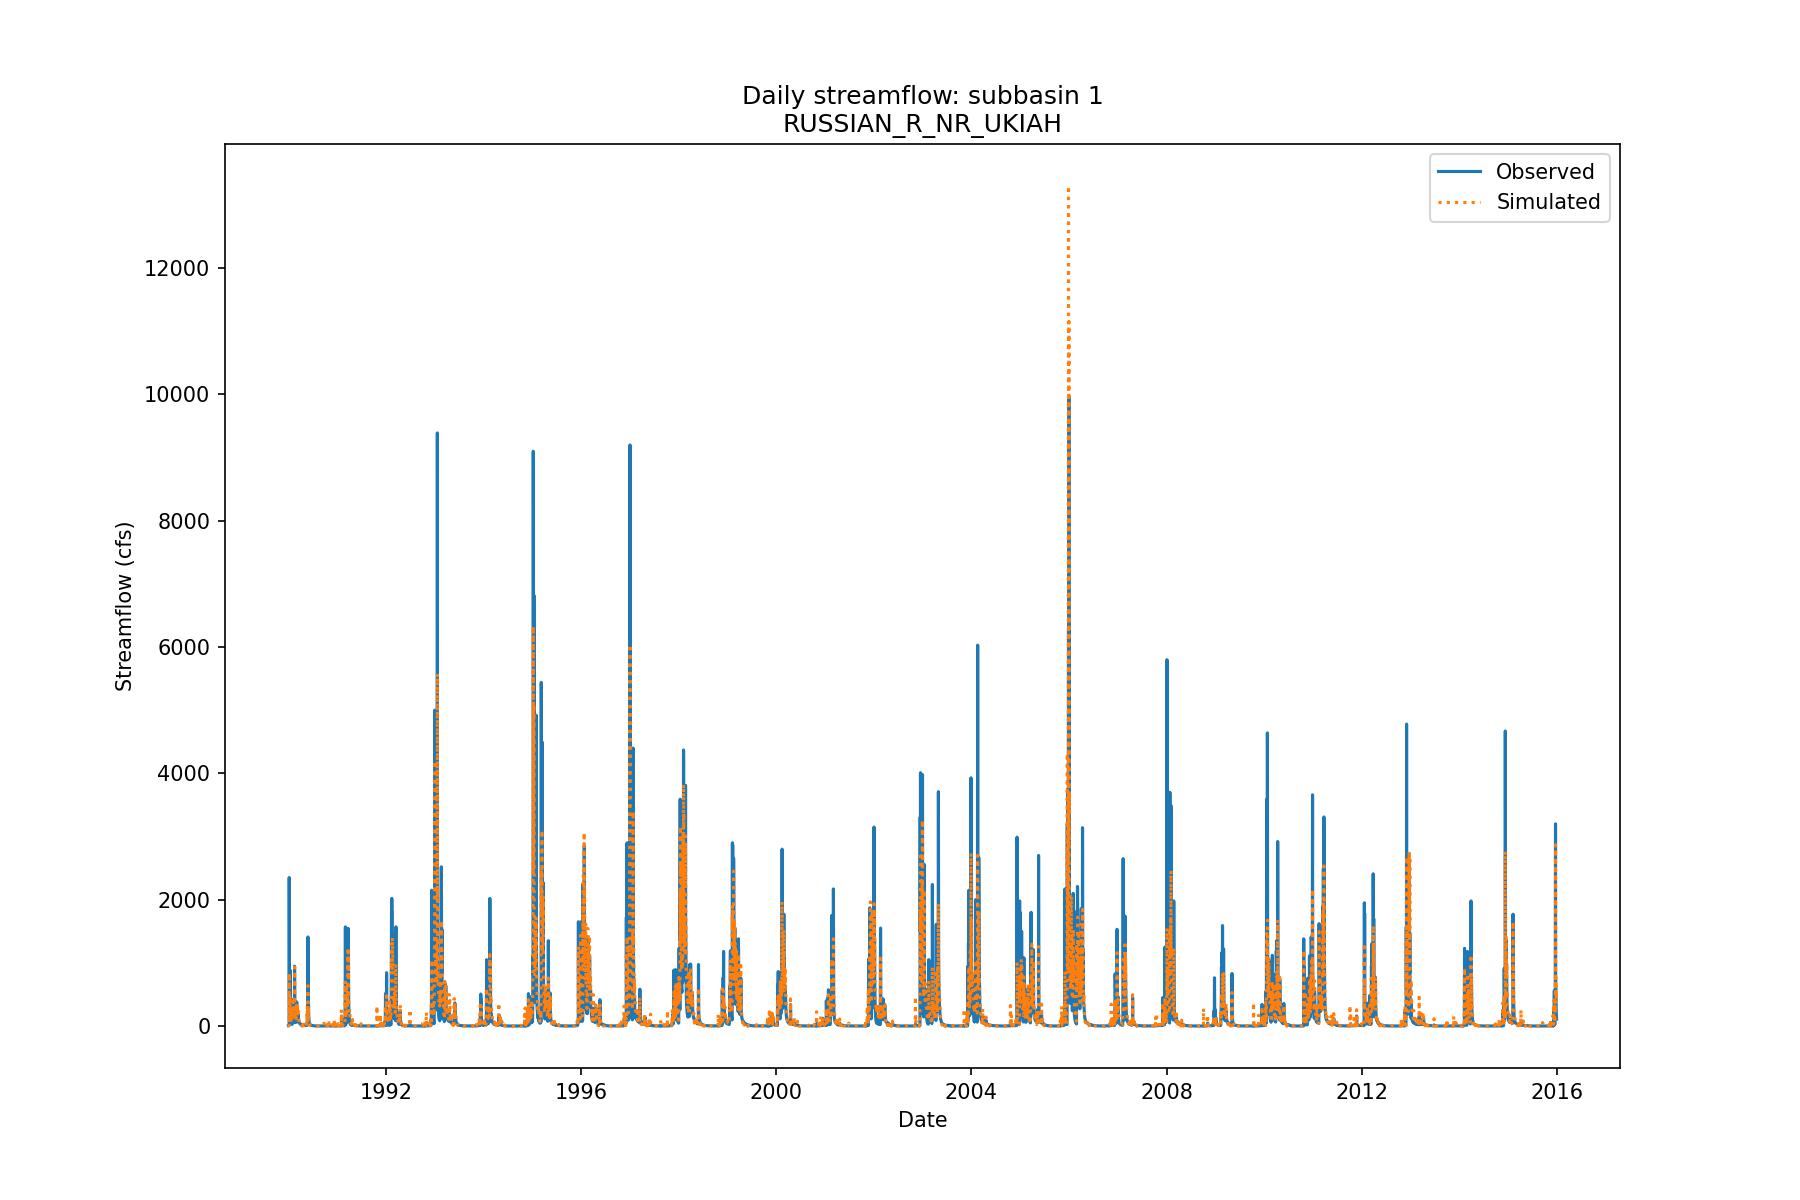 Daily streamflow: subbasin 1
RUSSIAN_R_NR_UKIAH
Observed
Simulated
12000
10000
8000
6000
4000
2000
0
Streamflow (cfs)
1992 1996 2000 2004 2008 2012 2016
Date